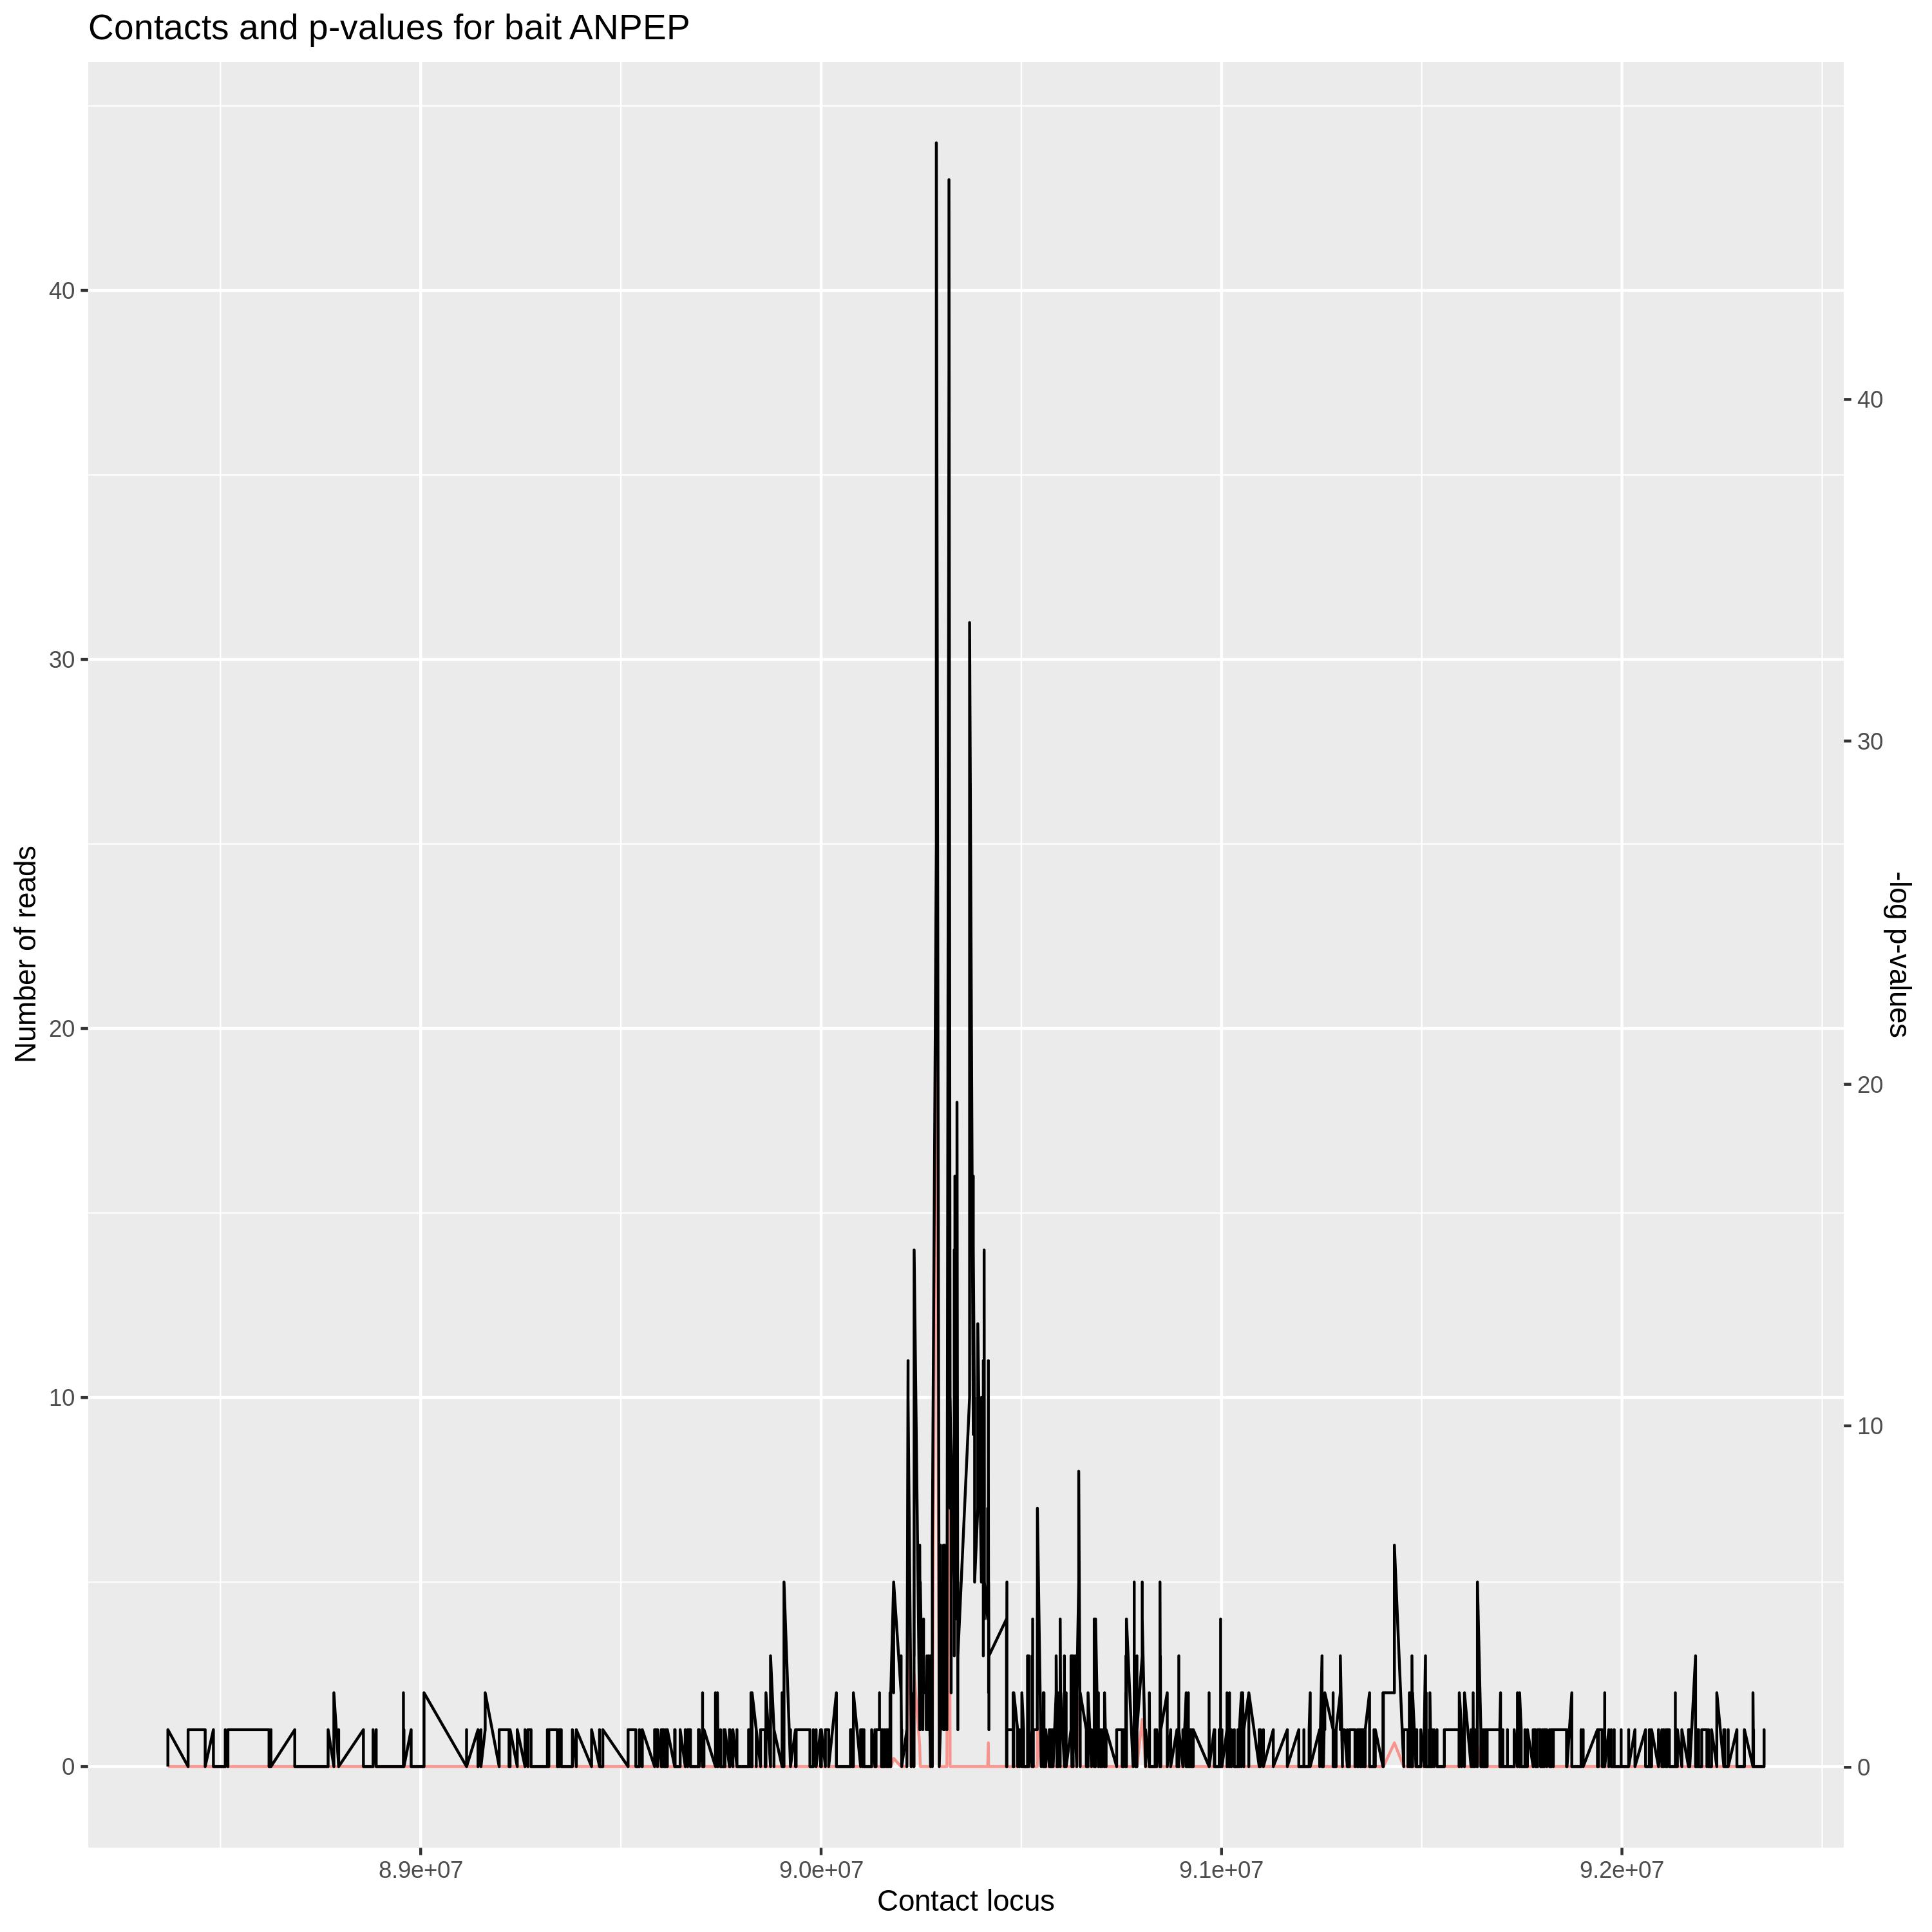 Contacts and p-values for bait ANPEP
Number of reads
40
30
20
10
0
40
30
20
10
0
-log p-values
8.9e+07 9.0e+07 9.1e+07 9.2e+07
Contact locus